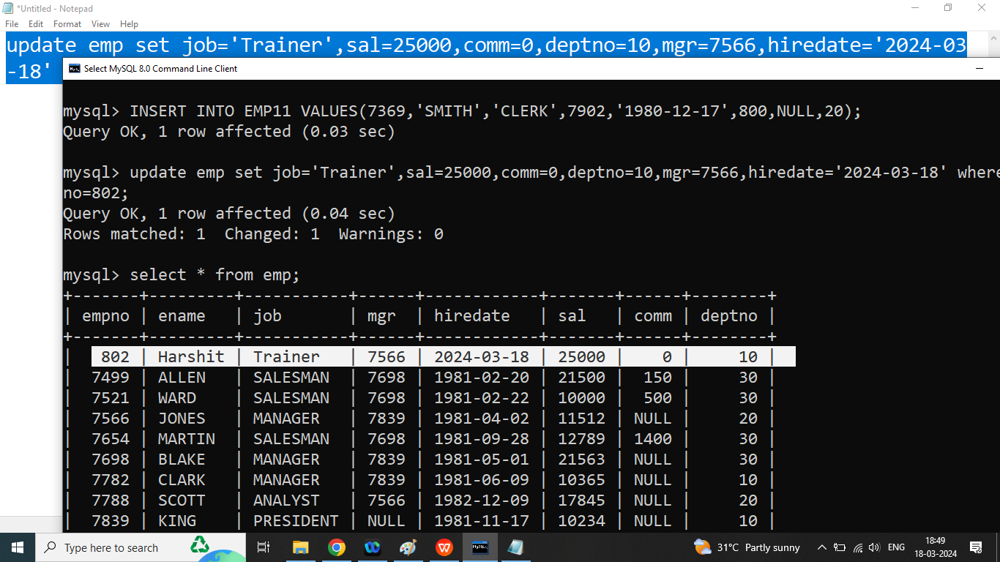 *Untitled - Notepad
File Edit Format View Help
update emp set job='Trainer',sal=25000,comm=0,deptno=10,mgr=7566,hiredate='2024-03
-18'
Select MySQL 8.0 Command Line Client
mysql> INSERT INTO EMP11 VALUES(7369,'SMITH','CLERK',7902,'1980-12-17',800,NULL,20);
Query OK, 1 row affected (0.03 sec)
mysql> update emp set job='Trainer',sal=25000,comm=0,deptno=10,mgr=7566,hiredate='2024-03-18' where
no=802;
Query OK, 1 row affected (0.04 sec)
Rows matched: 1  Changed: 1  Warnings: 0
mysql> select * from emp;
+-------+---------+-----------+------+------------+-------+------+--------+
| empno | ename   | job       | mgr  | hiredate   | sal   | comm | deptno |
+-------+---------+-----------+------+------------+-------+------+--------+
|   802 | Harshit | Trainer   | 7566 | 2024-03-18 | 25000 |    0 |     10 |
|  7499 | ALLEN   | SALESMAN  | 7698 | 1981-02-20 | 21500 |  150 |     30 |
|  7521 | WARD    | SALESMAN  | 7698 | 1981-02-22 | 10000 |  500 |     30 |
|  7566 | JONES   | MANAGER   | 7839 | 1981-04-02 | 11512 | NULL |     20 |
|  7654 | MARTIN  | SALESMAN  | 7698 | 1981-09-28 | 12789 | 1400 |     30 |
|  7698 | BLAKE   | MANAGER   | 7839 | 1981-05-01 | 21563 | NULL |     30 |
|  7782 | CLARK   | MANAGER   | 7839 | 1981-06-09 | 10365 | NULL |     10 |
|  7788 | SCOTT   | ANALYST   | 7566 | 1982-12-09 | 17845 | NULL |     20 |
|  7839 | KING    | PRESIDENT | NULL | 1981-11-17 | 10234 | NULL |     10 |
Type here to search
31°C Partly sunny
ENG
18:49
18-03-2024